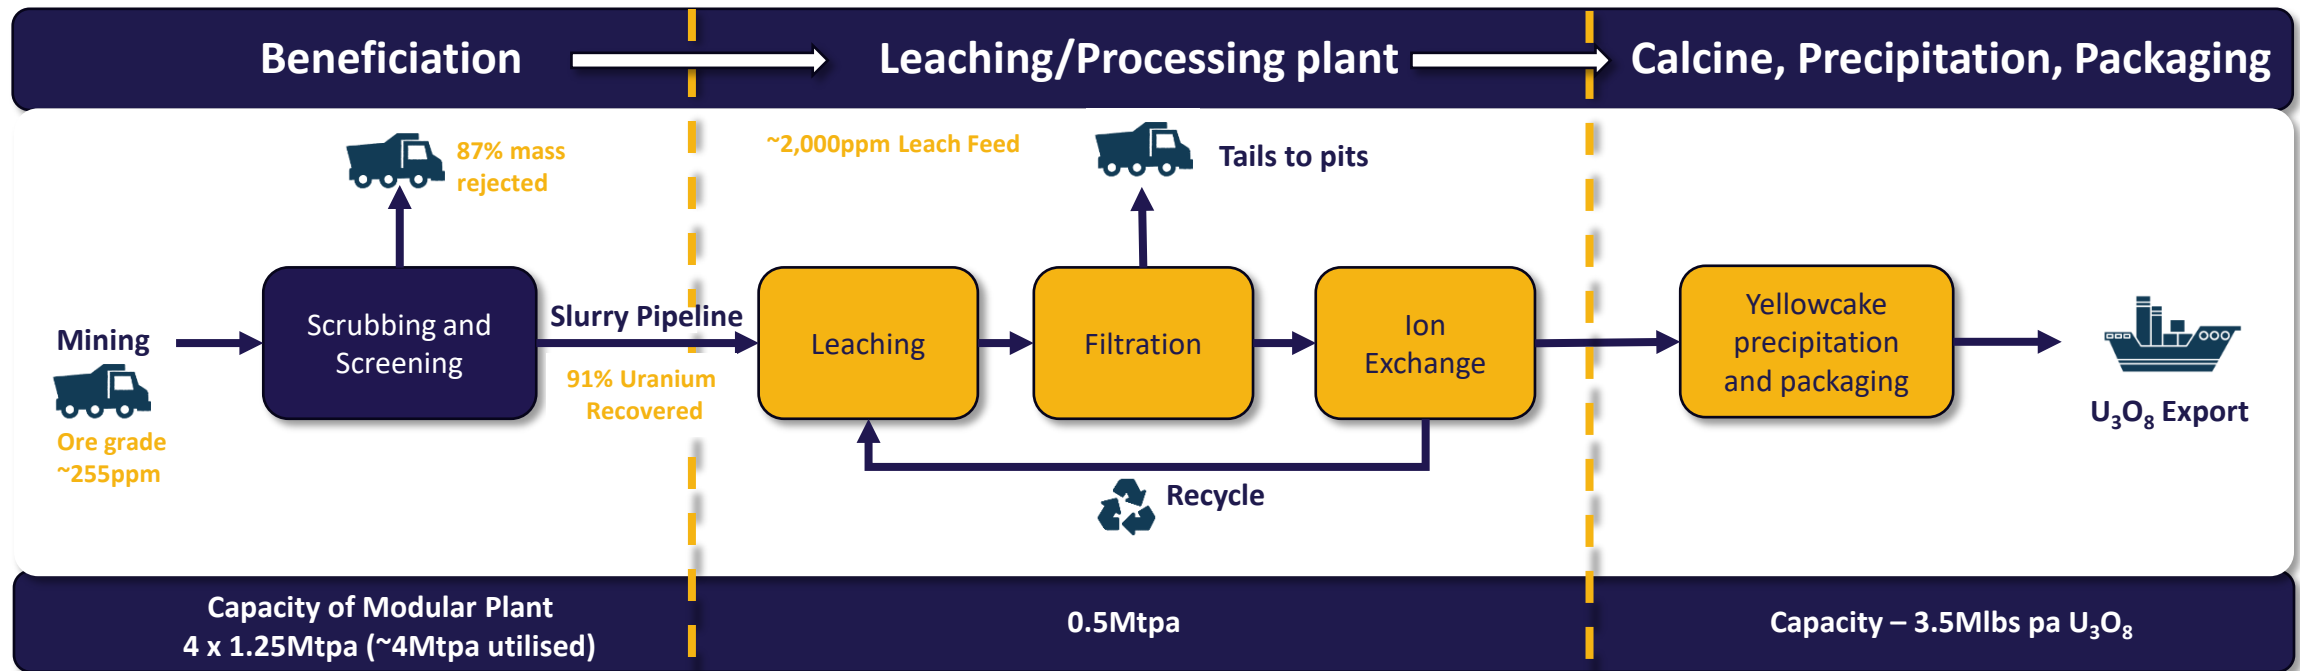 Beneficiation
Leaching/Processing plant
Calcine, Precipitation, Packaging
87% mass
rejected
~2,000ppm Leach Feed
Tails to pits
Mining
Ore grade
~255ppm
Scrubbing and
Screening
Slurry Pipeline
91% Uranium
Recovered
Leaching
Filtration
Ion
Exchange
Recycle
Yellowcake
precipitation
and packaging
U₃O₈ Export
Capacity of Modular Plant
4 x 1.25Mtpa (~4Mtpa utilised)
0.5Mtpa
Capacity – 3.5Mlbs pa U₃O₈